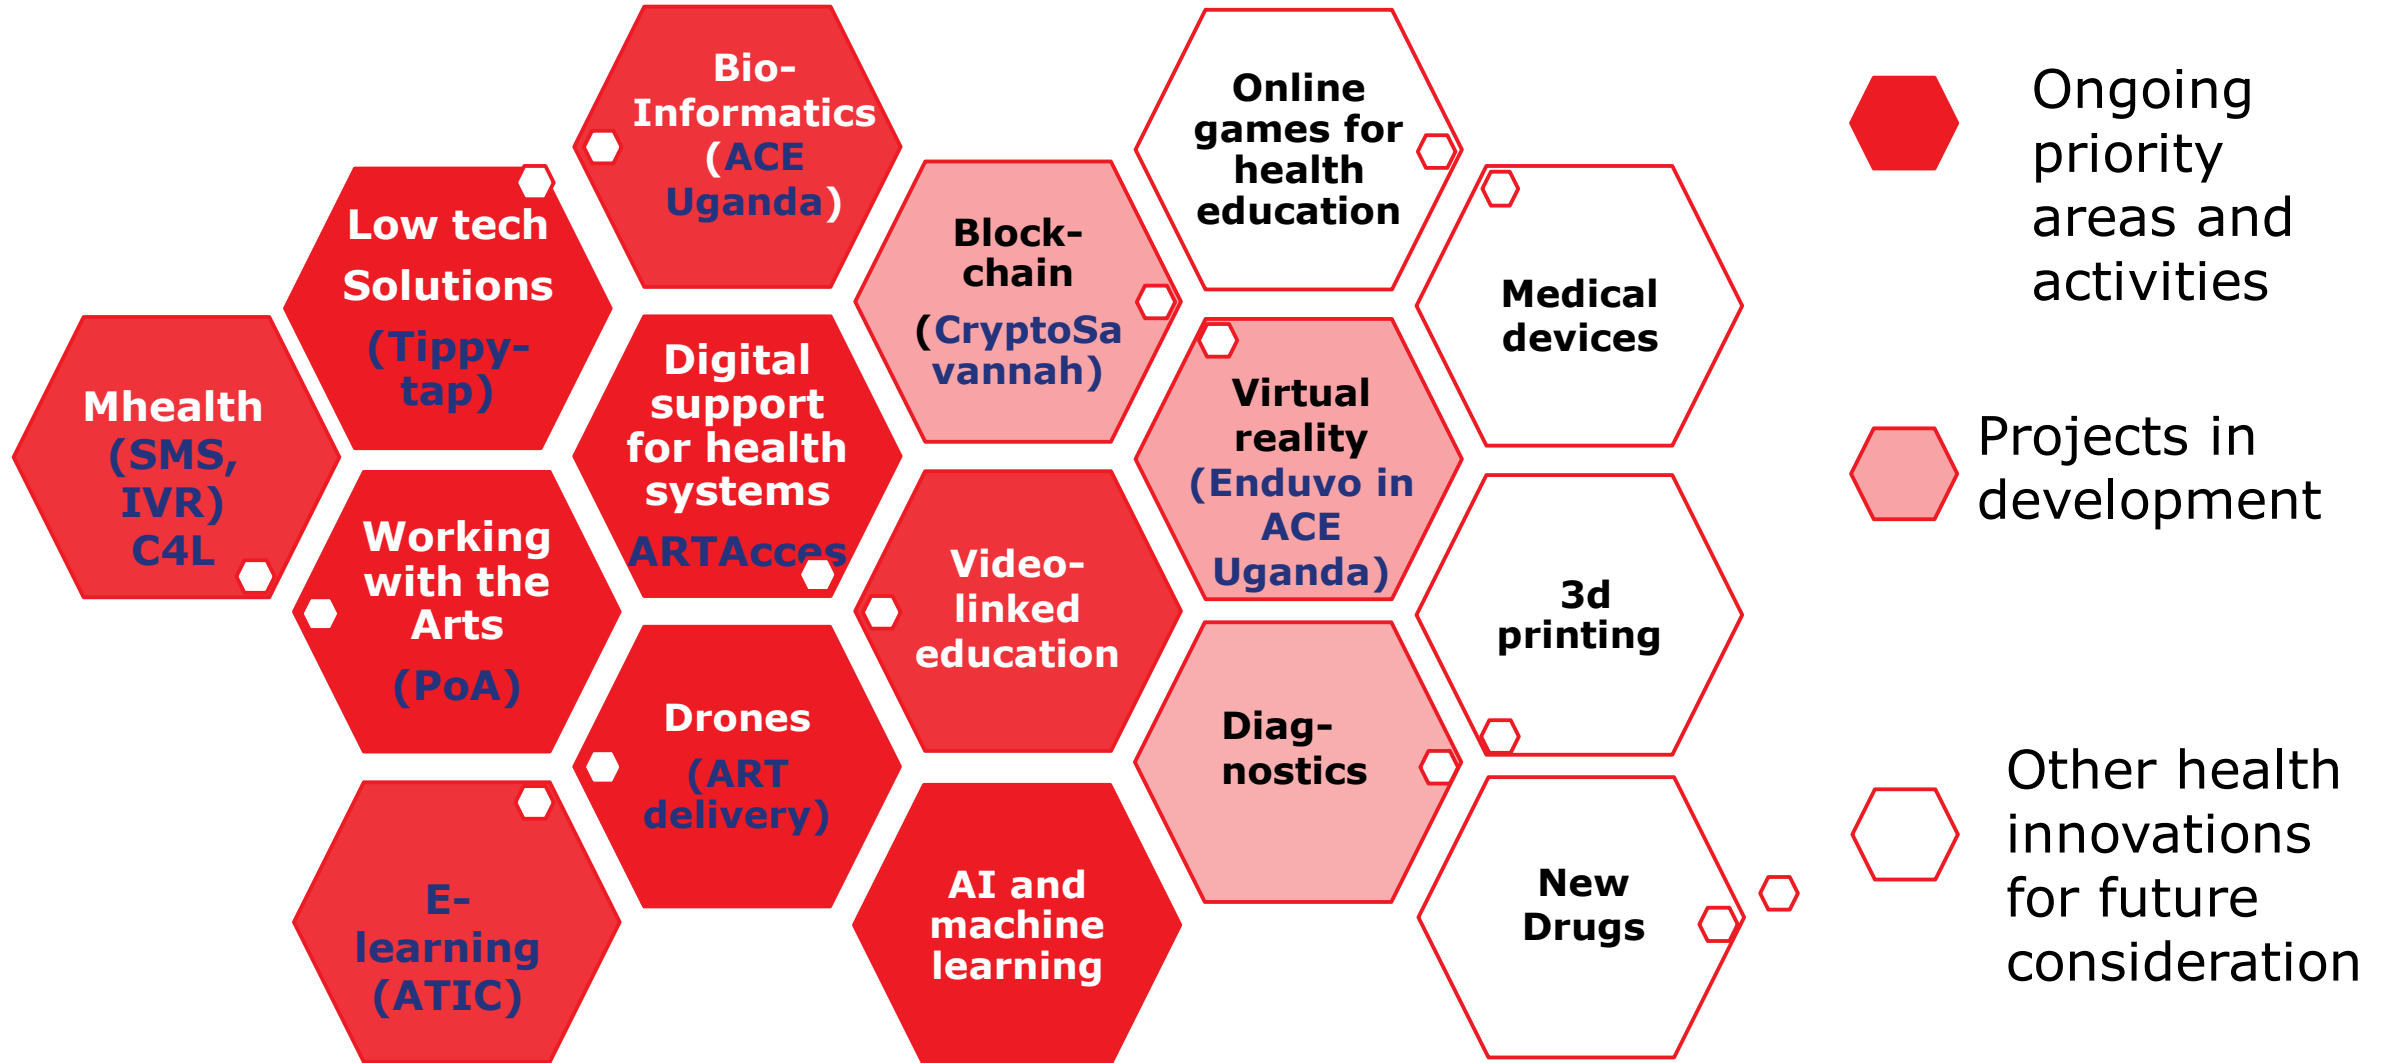 Mhealth
(SMS,
IVR)
C4L
Low tech
Solutions
(Tippy-
tap)
Working
with the
Arts
(PoA)
E-
learning
(ATIC)
Bio-
Informatics
(ACE
Uganda)
Digital
support
for health
systems
ARTAcces
Drones
(ART
delivery)
Block-
chain
(CryptoSa
vannah)
Video-
linked
education
AI and
machine
learning
Online
games for
health
education
Virtual
reality
(Enduvo in
ACE
Uganda)
Diag-
nostics
Medical
devices
3d
printing
New
Drugs
Ongoing
priority
areas and
activities
Projects in
development
Other health
innovations
for future
consideration